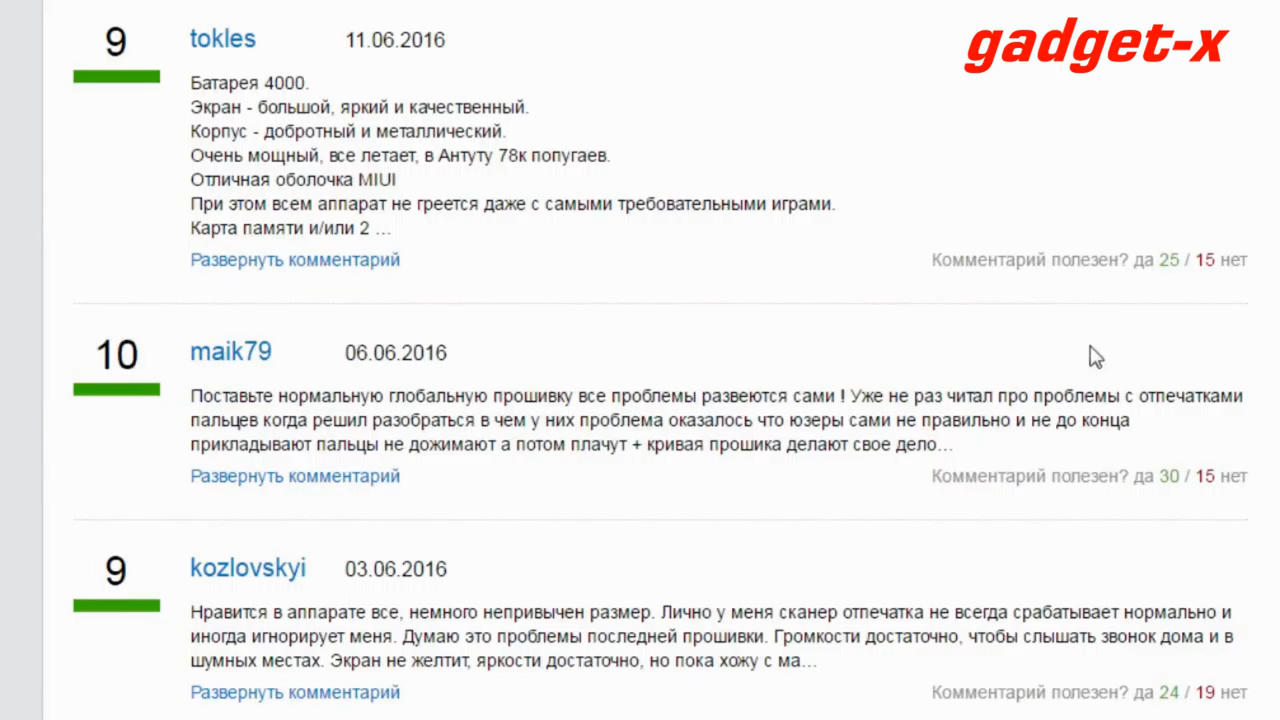 gadget-x
9
tokles 11.06.2016
Батарея 4000.
Экран - большой, яркий и качественный.
Корпус - добротный и металлический.
Очень мощный, все летает, в Антуту 78к попугаев.
Отличная оболочка MIUI
При этом всем аппарат не греется даже с самыми требовательными играми.
Карта памяти и/или 2 ...
Развернуть комментарий Комментарий полезен? да 25 / 15 нет
10
maik79 06.06.2016
Поставьте нормальную глобальную прошивку все проблемы развеются сами ! Уже не раз читал про проблемы с отпечатками
пальцев когда решил разобраться в чем у них проблема оказалось что юзеры сами не правильно и не до конца
прикладывают пальцы не дожимают а потом плачут + кривая прошика делают свое дело...
Развернуть комментарий Комментарий полезен? да 30 / 15 нет
9
kozlovskyi 03.06.2016
Нравится в аппарате все, немного непривычен размер. Лично у меня сканер отпечатка не всегда срабатывает нормально и
иногда игнорирует меня. Думаю это проблемы последней прошивки. Громкости достаточно, чтобы слышать звонок дома и в
шумных местах. Экран не желтит, яркости достаточно, но пока хожу с ма...
Развернуть комментарий Комментарий полезен? да 24 / 19 нет